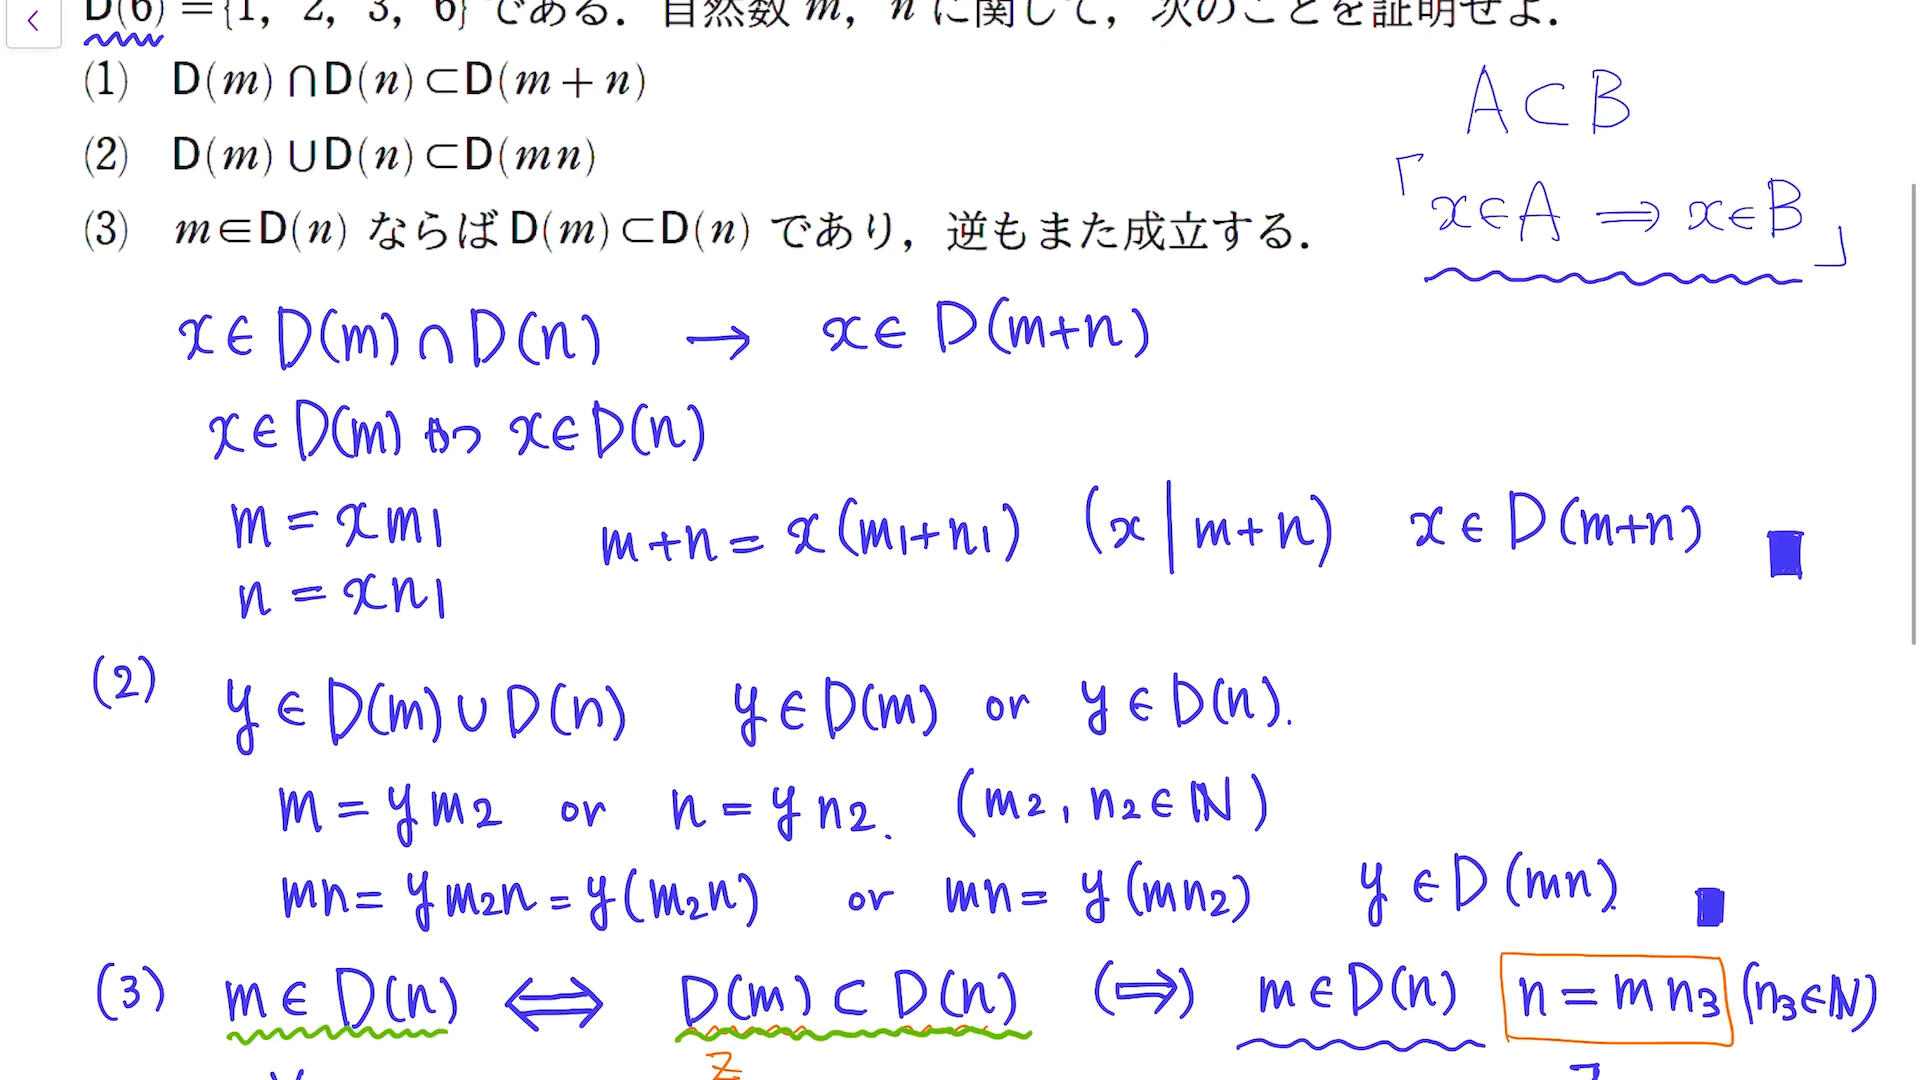 D(6)={1, 2, 3, 6}である. 自然数 m, n に関して, 次のことを証明せよ.
(1) D(m)∩D(n)⊂D(m+n)
(2) D(m)∪D(n)⊂D(mn)
(3) m∈D(n) ならば D(m)⊂D(n) であり, 逆もまた成立する.
A⊂B
「x∈A ⟹ x∈B」
x∈D(m)∩D(n) → x∈D(m+n)
x∈D(m) かつ x∈D(n)
m=xm1
n=xn1
m+n=x(m1+n1) (x|m+n) x∈D(m+n) ■
(2) y∈D(m)∪D(n) y∈D(m) or y∈D(n).
m=ym2 or n=yn2. (m2, n2∈ℕ)
mn=ym2n=y(m2n) or mn=y(mn2) y∈D(mn). ■
(3) m∈D(n) ⟺ D(m)⊂D(n) (⟹) m∈D(n) n=mn3 (n3∈ℕ)
z